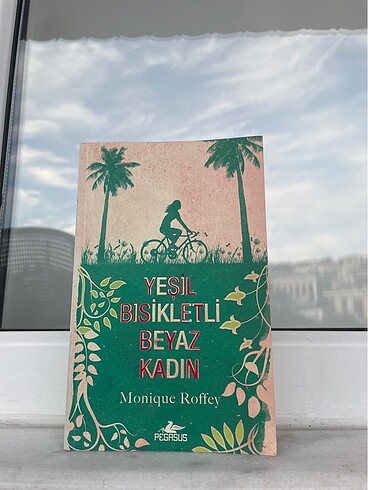 YEŞİL
BİSİKLETLİ
BEYAZ
KADIN
Monique Roffey
PEGASUS